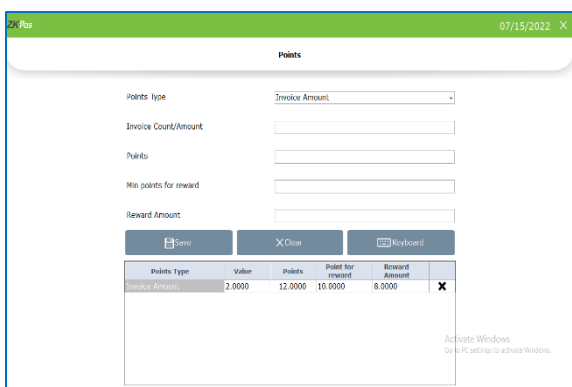 ZKPos 07/15/2022 X
Points
Points Type Invoice Amount
Invoice Count/Amount
Points
Min points for reward
Reward Amount
Save X Clear Keyboard
Points Type Value Points Point for reward Reward Amount
Invoice Amount 2.0000 12.0000 10.0000 8.0000 X
Activate Windows
Go to PC settings to activate Windows.